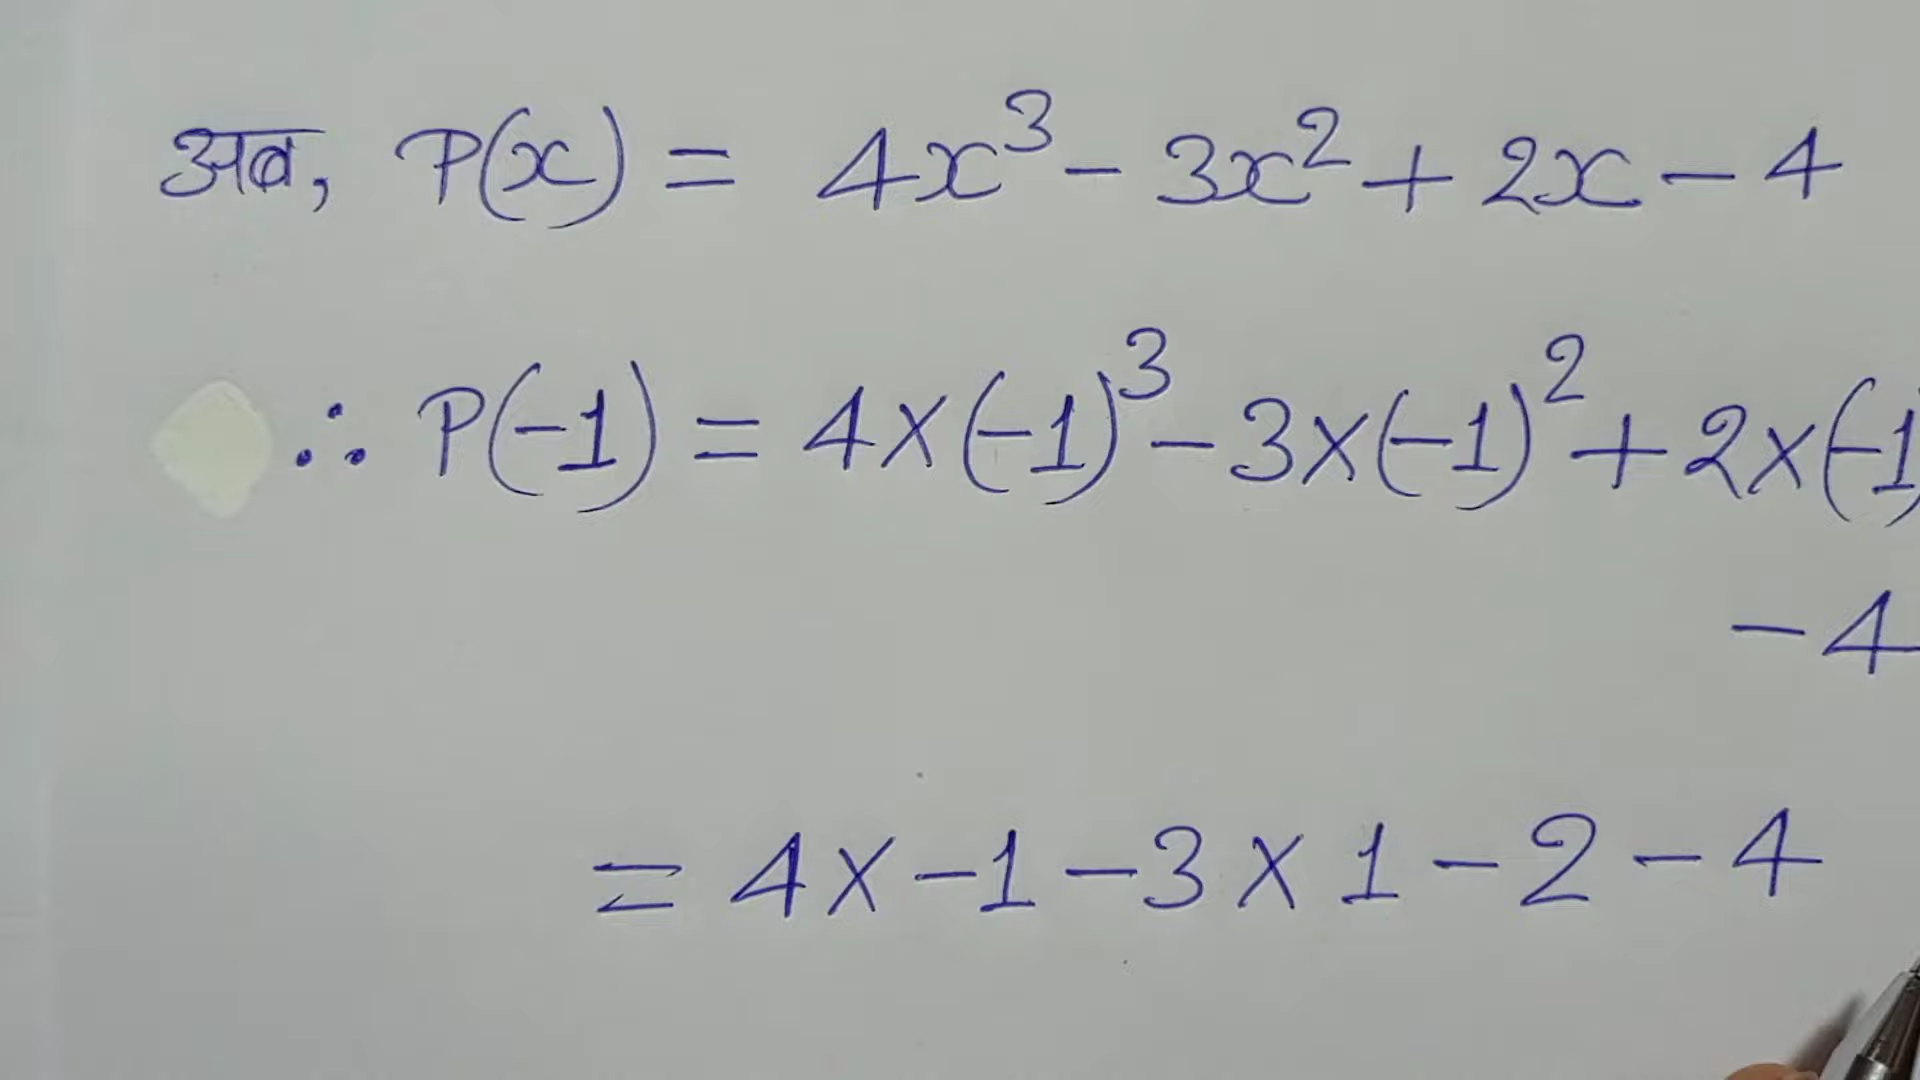 अब, P(x) = 4x³ - 3x² + 2x - 4
∴ P(-1) = 4×(-1)³ - 3×(-1)² + 2×(-1)
- 4
= 4× -1 - 3 × 1 - 2 - 4